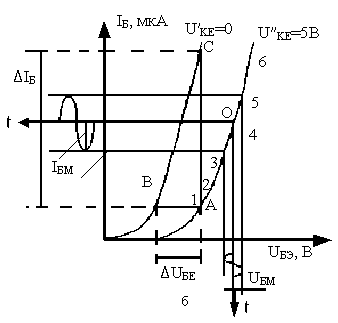 I_Б, мкА
U'_КЕ=0
U''_КЕ=5В
C
6
ΔI_Б
5
t
O
4
I_БМ
3
B
2
1
A
U_БЭ, В
ΔU_БЕ
U_БМ
б
t